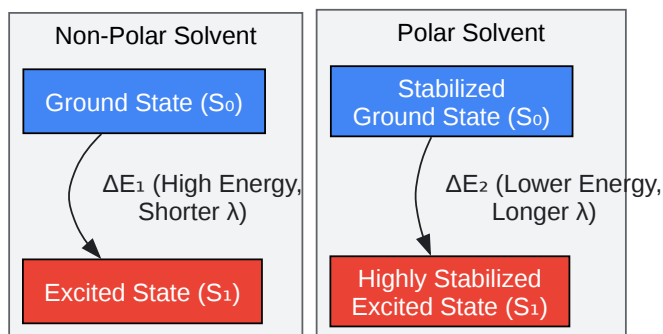 Non-Polar Solvent
Ground State (S₀)
ΔE₁ (High Energy,
Shorter λ)
Excited State (S₁)
Polar Solvent
Stabilized
Ground State (S₀)
ΔE₂ (Lower Energy,
Longer λ)
Highly Stabilized
Excited State (S₁)